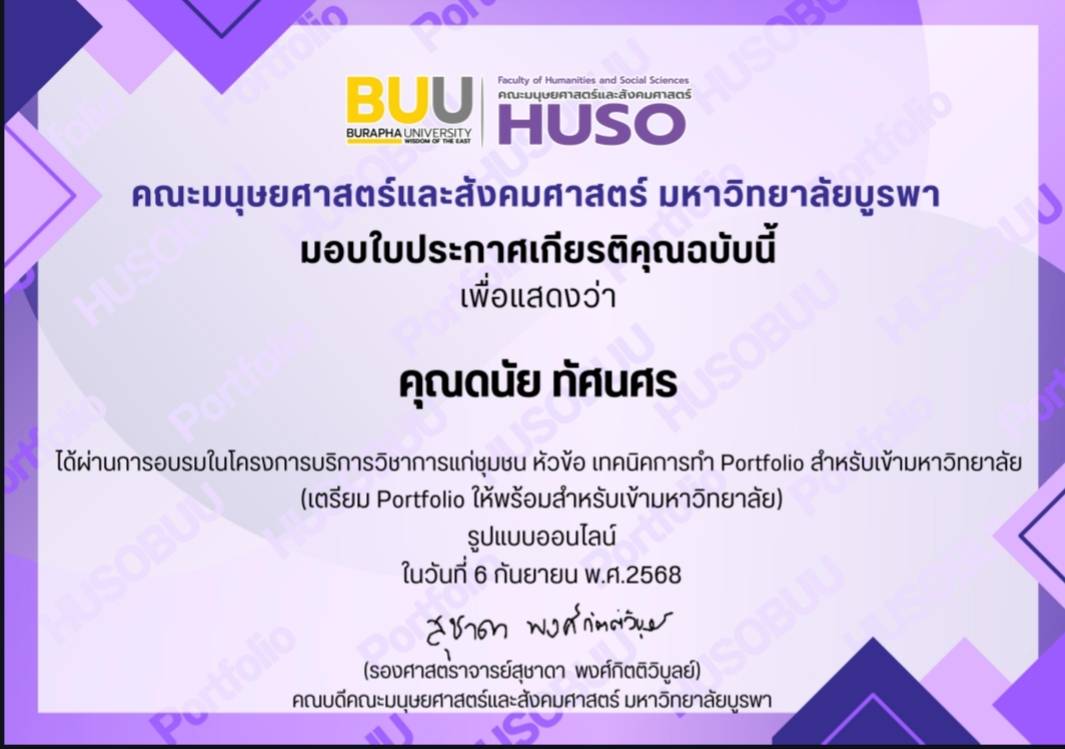 BUU
BURAPHA UNIVERSITY
WISDOM OF THE EAST
Faculty of Humanities and Social Sciences
คณะมนุษยศาสตร์และสังคมศาสตร์
HUSO
คณะมนุษยศาสตร์และสังคมศาสตร์ มหาวิทยาลัยบูรพา
มอบใบประกาศเกียรติคุณฉบับนี้
เพื่อแสดงว่า
คุณดนัย ทัศนศร
ได้ผ่านการอบรมในโครงการบริการวิชาการแก่ชุมชน หัวข้อ เทคนิคการทำ Portfolio สำหรับเข้ามหาวิทยาลัย
(เตรียม Portfolio ให้พร้อมสำหรับเข้ามหาวิทยาลัย)
รูปแบบออนไลน์
ในวันที่ 6 กันยายน พ.ศ.2568
สุชาดา พงศ์กิตติวิบูลย์
(รองศาสตราจารย์สุชาดา พงศ์กิตติวิบูลย์)
คณบดีคณะมนุษยศาสตร์และสังคมศาสตร์ มหาวิทยาลัยบูรพา